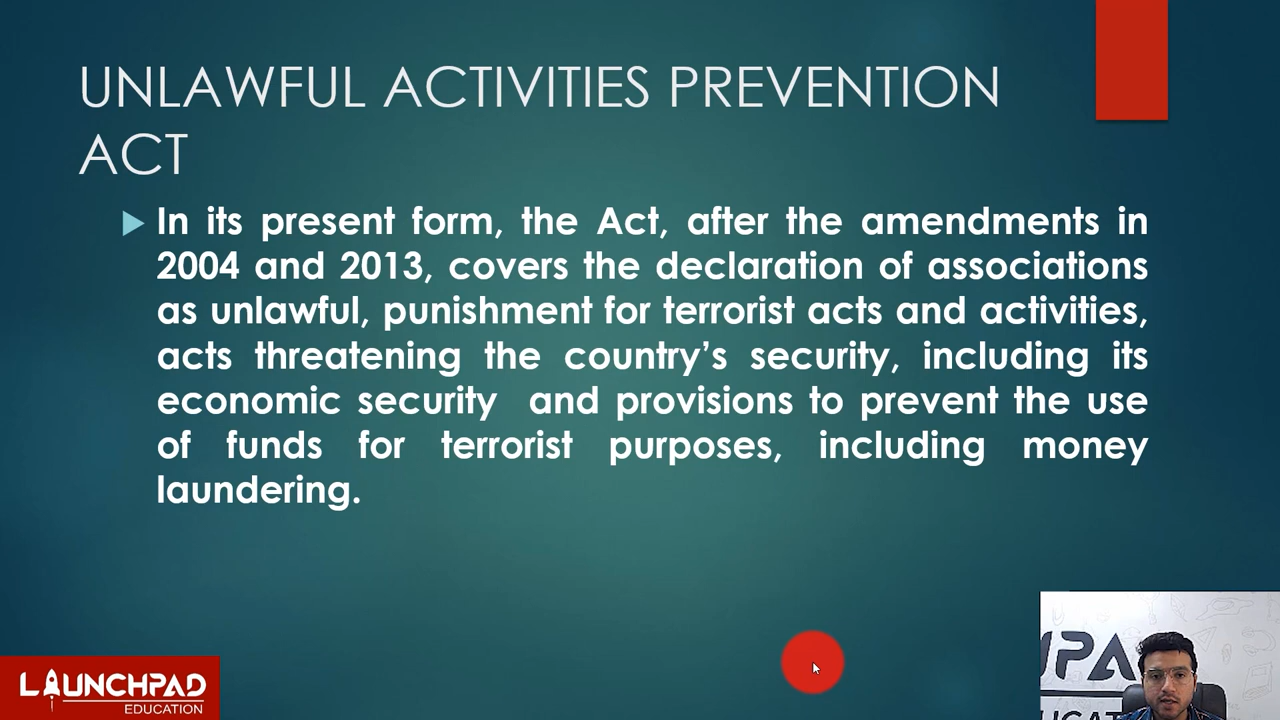 UNLAWFUL ACTIVITIES PREVENTION
ACT
In its present form, the Act, after the amendments in
2004 and 2013, covers the declaration of associations
as unlawful, punishment for terrorist acts and activities,
acts threatening the country’s security, including its
economic security and provisions to prevent the use
of funds for terrorist purposes, including money
laundering.
LAUNCHPAD
EDUCATION